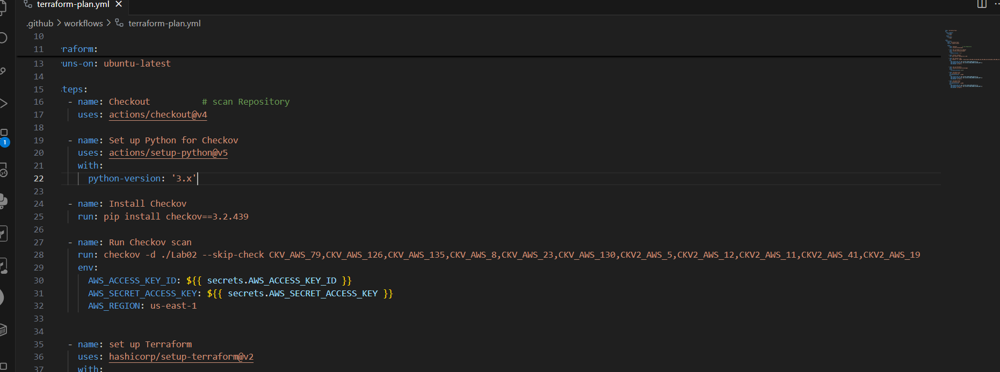 terraform-plan.yml
.github > workflows > terraform-plan.yml
10
11 raform:
13 uns-on: ubuntu-latest
14
15 teps:
16 - name: Checkout # scan Repository
17 uses: actions/checkout@v4
18
19 - name: Set up Python for Checkov
20 uses: actions/setup-python@v5
21 with:
22 python-version: '3.x'
23
24 - name: Install Checkov
25 run: pip install checkov==3.2.439
26
27 - name: Run Checkov scan
28 run: checkov -d ./Lab02 --skip-check CKV_AWS_79,CKV_AWS_126,CKV_AWS_135,CKV_AWS_8,CKV_AWS_23,CKV_AWS_130,CKV2_AWS_5,CKV2_AWS_12,CKV2_AWS_11,CKV2_AWS_41,CKV2_AWS_19
29 env:
30 AWS_ACCESS_KEY_ID: ${{ secrets.AWS_ACCESS_KEY_ID }}
31 AWS_SECRET_ACCESS_KEY: ${{ secrets.AWS_SECRET_ACCESS_KEY }}
1
32 AWS_REGION: us-east-1
33
34
35 - name: set up Terraform
36 uses: hashicorp/setup-terraform@v2
37 with: